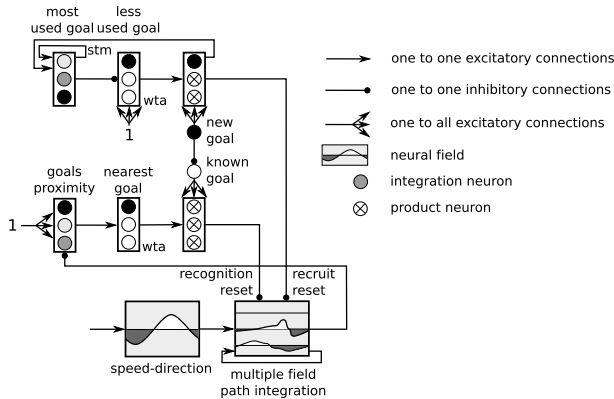 most
used goal
less
used goal
stm
wta
1
new
goal
known
goal
goals
proximity
nearest
goal
1
wta
recognition
reset
recruit
reset
speed-direction
multiple field
path integration
one to one excitatory connections
one to one inhibitory connections
one to all excitatory connections
neural field
integration neuron
product neuron